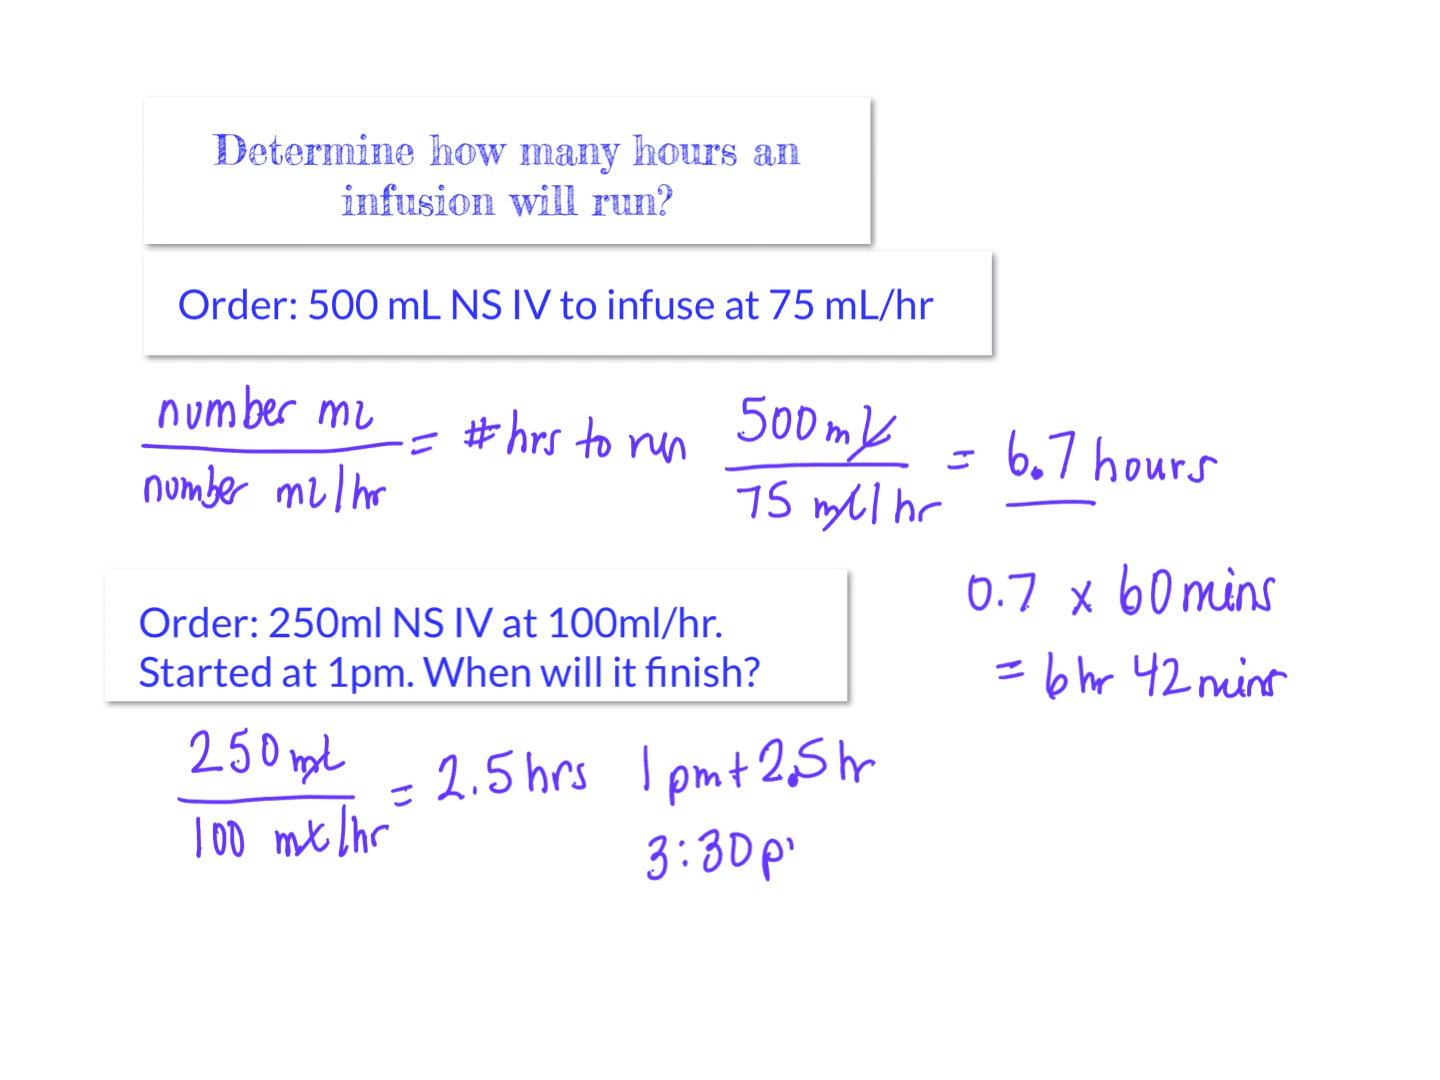 Determine how many hours an
infusion will run?
Order: 500 mL NS IV to infuse at 75 mL/hr
number mL
number mL/hr
= #hrs to run
500 mL
75 mL/hr
= 6.7 hours
0.7 x 60 mins
= 6 hr 42 mins
Order: 250ml NS IV at 100ml/hr.
Started at 1pm. When will it finish?
250 mL
100 mL/hr
= 2.5 hrs
1 pm + 2.5 hr
3:30 p